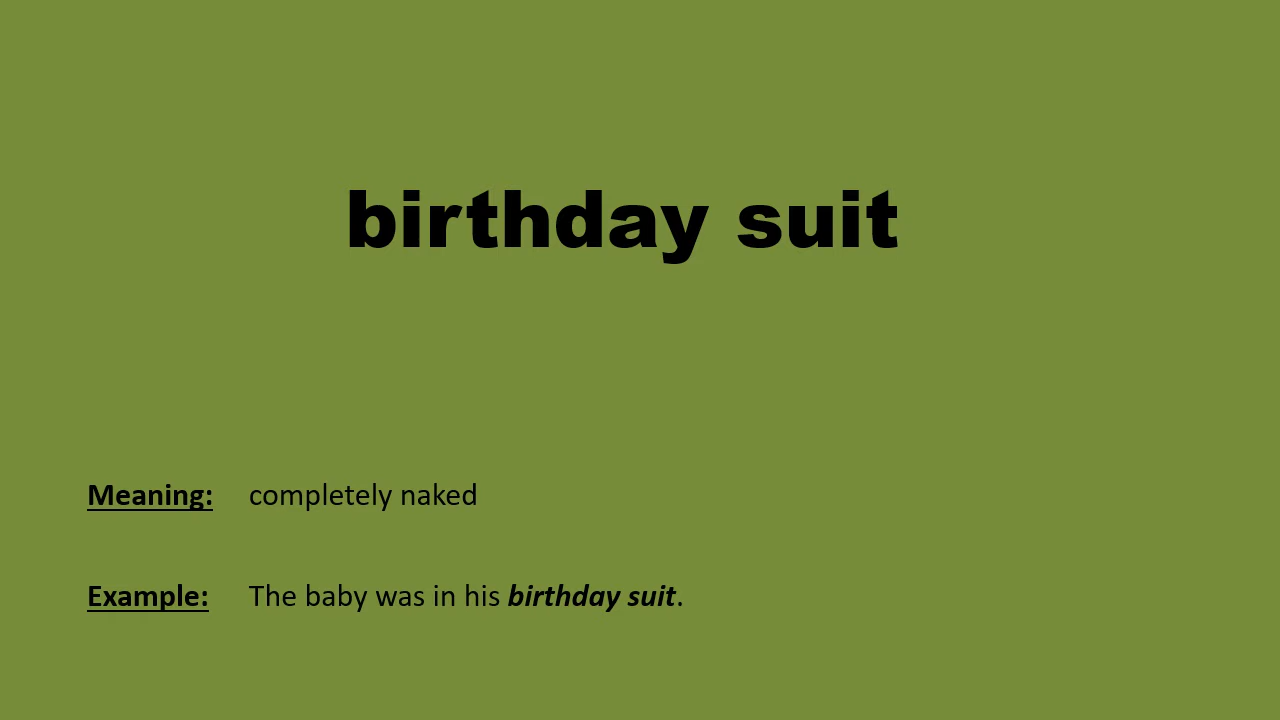 birthday suit
Meaning: completely naked
Example: The baby was in his birthday suit.